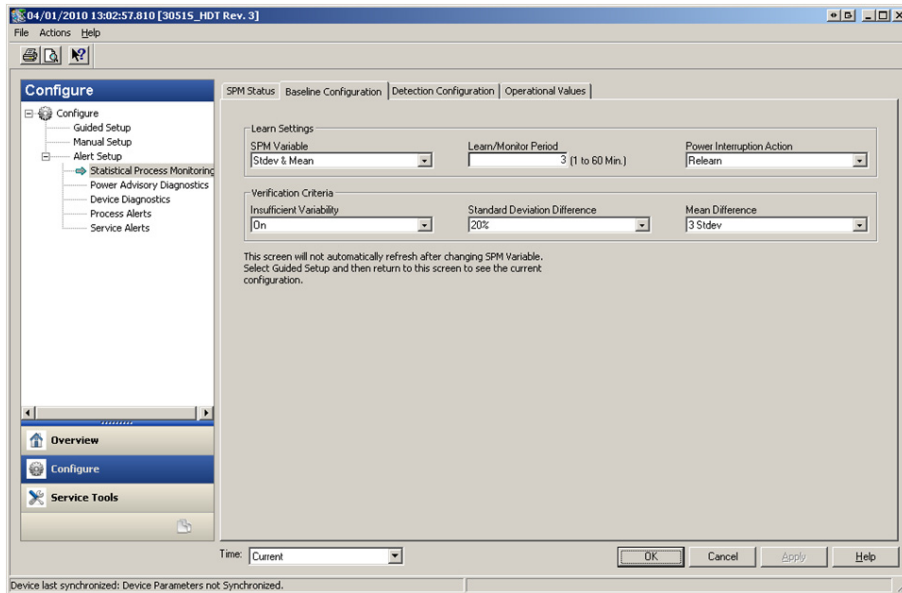 04/01/2010 13:02:57.810 [3051S_HDT Rev. 3]
File Actions Help
Configure
Configure
Guided Setup
Manual Setup
Alert Setup
Statistical Process Monitoring
Power Advisory Diagnostics
Device Diagnostics
Process Alerts
Service Alerts
Overview
Configure
Service Tools
SPM Status Baseline Configuration Detection Configuration Operational Values
Learn Settings
SPM Variable Learn/Monitor Period Power Interruption Action
Stdev & Mean 3 (1 to 60 Min.) Relearn
Verification Criteria
Insufficient Variability Standard Deviation Difference Mean Difference
On 20% 3 Stdev
This screen will not automatically refresh after changing SPM Variable.
Select Guided Setup and then return to this screen to see the current
configuration.
Time: Current OK Cancel Apply Help
Device last synchronized: Device Parameters not Synchronized.